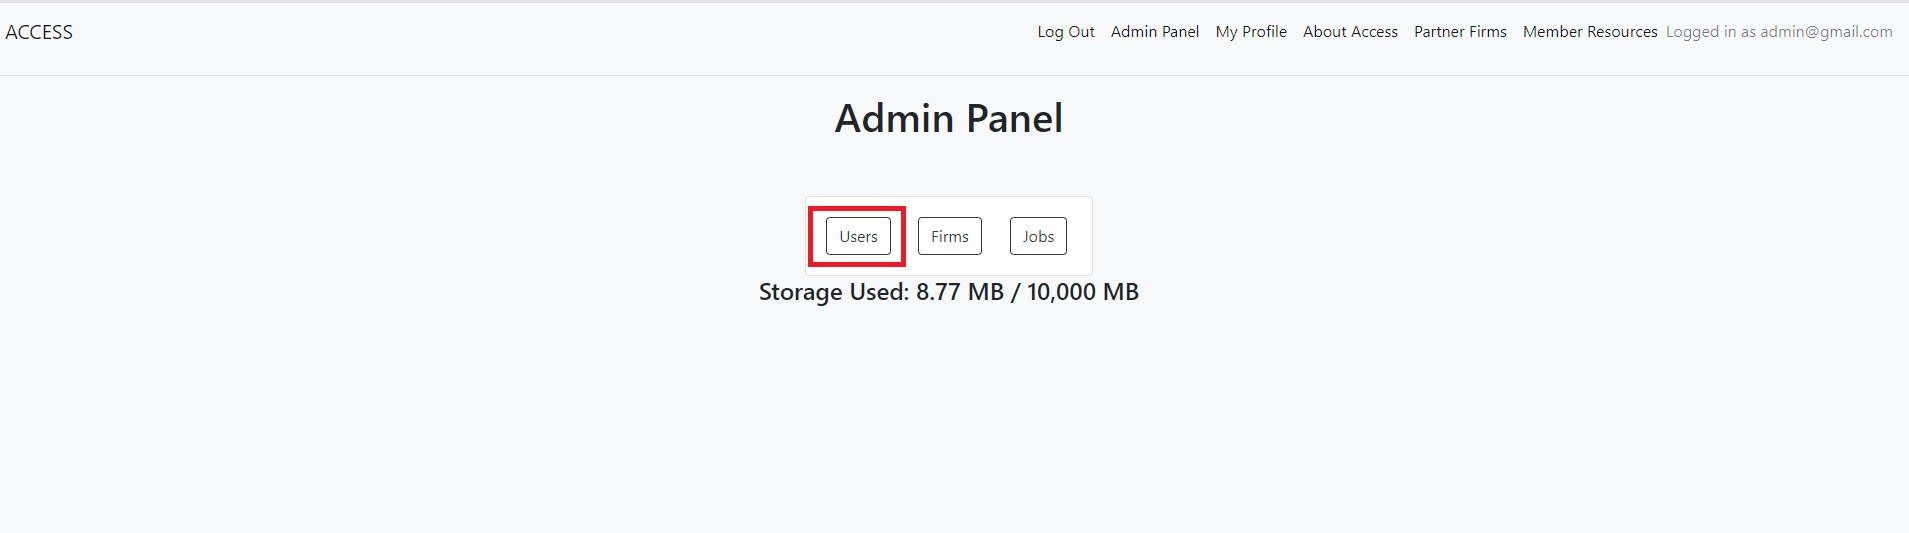 ACCESS
Log Out Admin Panel My Profile About Access Partner Firms Member Resources Logged in as admin@gmail.com
Admin Panel
Users Firms Jobs
Storage Used: 8.77 MB / 10,000 MB